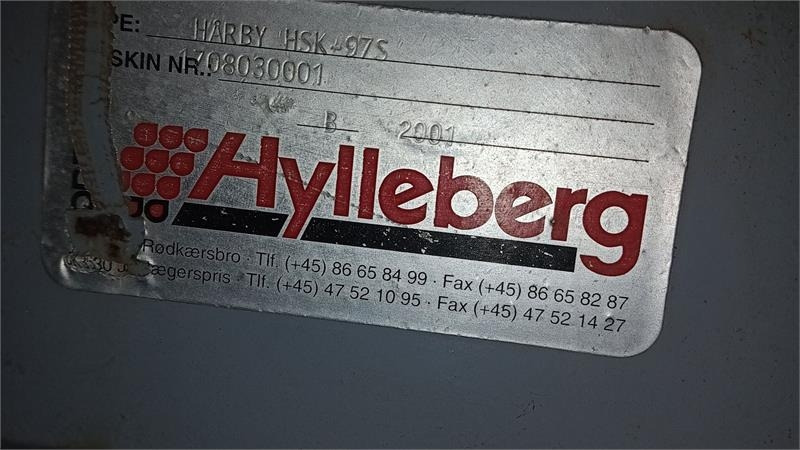 PE: HÅRBY HSK-97S
SKIN NR.: 1708030001
B 2001
Hylleberg
Rødkærsbro · Tlf. (+45) 86 65 84 99 · Fax (+45) 86 65 82 87
ægerspris · Tlf. (+45) 47 52 10 95 · Fax (+45) 47 52 14 27